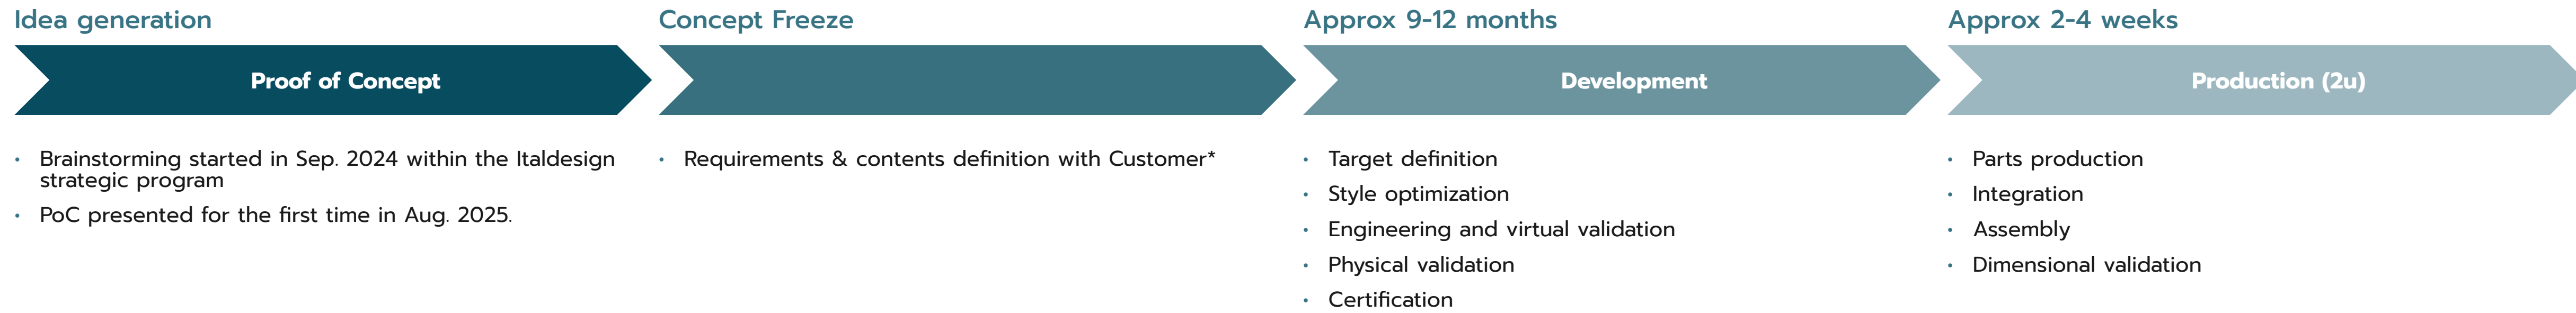 Idea generation
Proof of Concept
• Brainstorming started in Sep. 2024 within the Italdesign
strategic program
• PoC presented for the first time in Aug. 2025.
Concept Freeze
• Requirements & contents definition with Customer*
Approx 9-12 months
Development
• Target definition
• Style optimization
• Engineering and virtual validation
• Physical validation
• Certification
Approx 2-4 weeks
Production (2u)
• Parts production
• Integration
• Assembly
• Dimensional validation